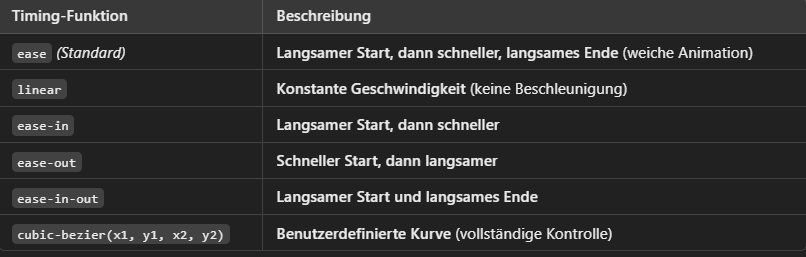 Timing-Funktion Beschreibung
ease (Standard) Langsamer Start, dann schneller, langsames Ende (weiche Animation)
linear Konstante Geschwindigkeit (keine Beschleunigung)
ease-in Langsamer Start, dann schneller
ease-out Schneller Start, dann langsamer
ease-in-out Langsamer Start und langsames Ende
cubic-bezier(x1, y1, x2, y2) Benutzerdefinierte Kurve (vollständige Kontrolle)